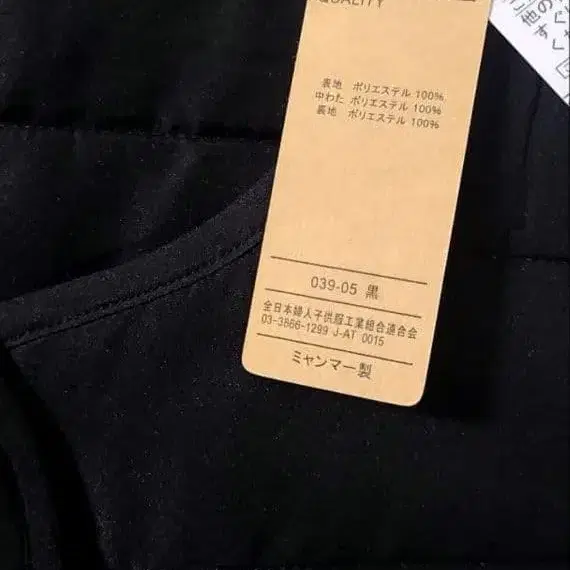 QUALITY
表地 ポリエステル 100%
中わた ポリエステル 100%
裏地 ポリエステル 100%
039-05 黒
全日本婦人子供服工業組合連合会
03-3866-1299 J-AT 0015
ミャンマー製
他の